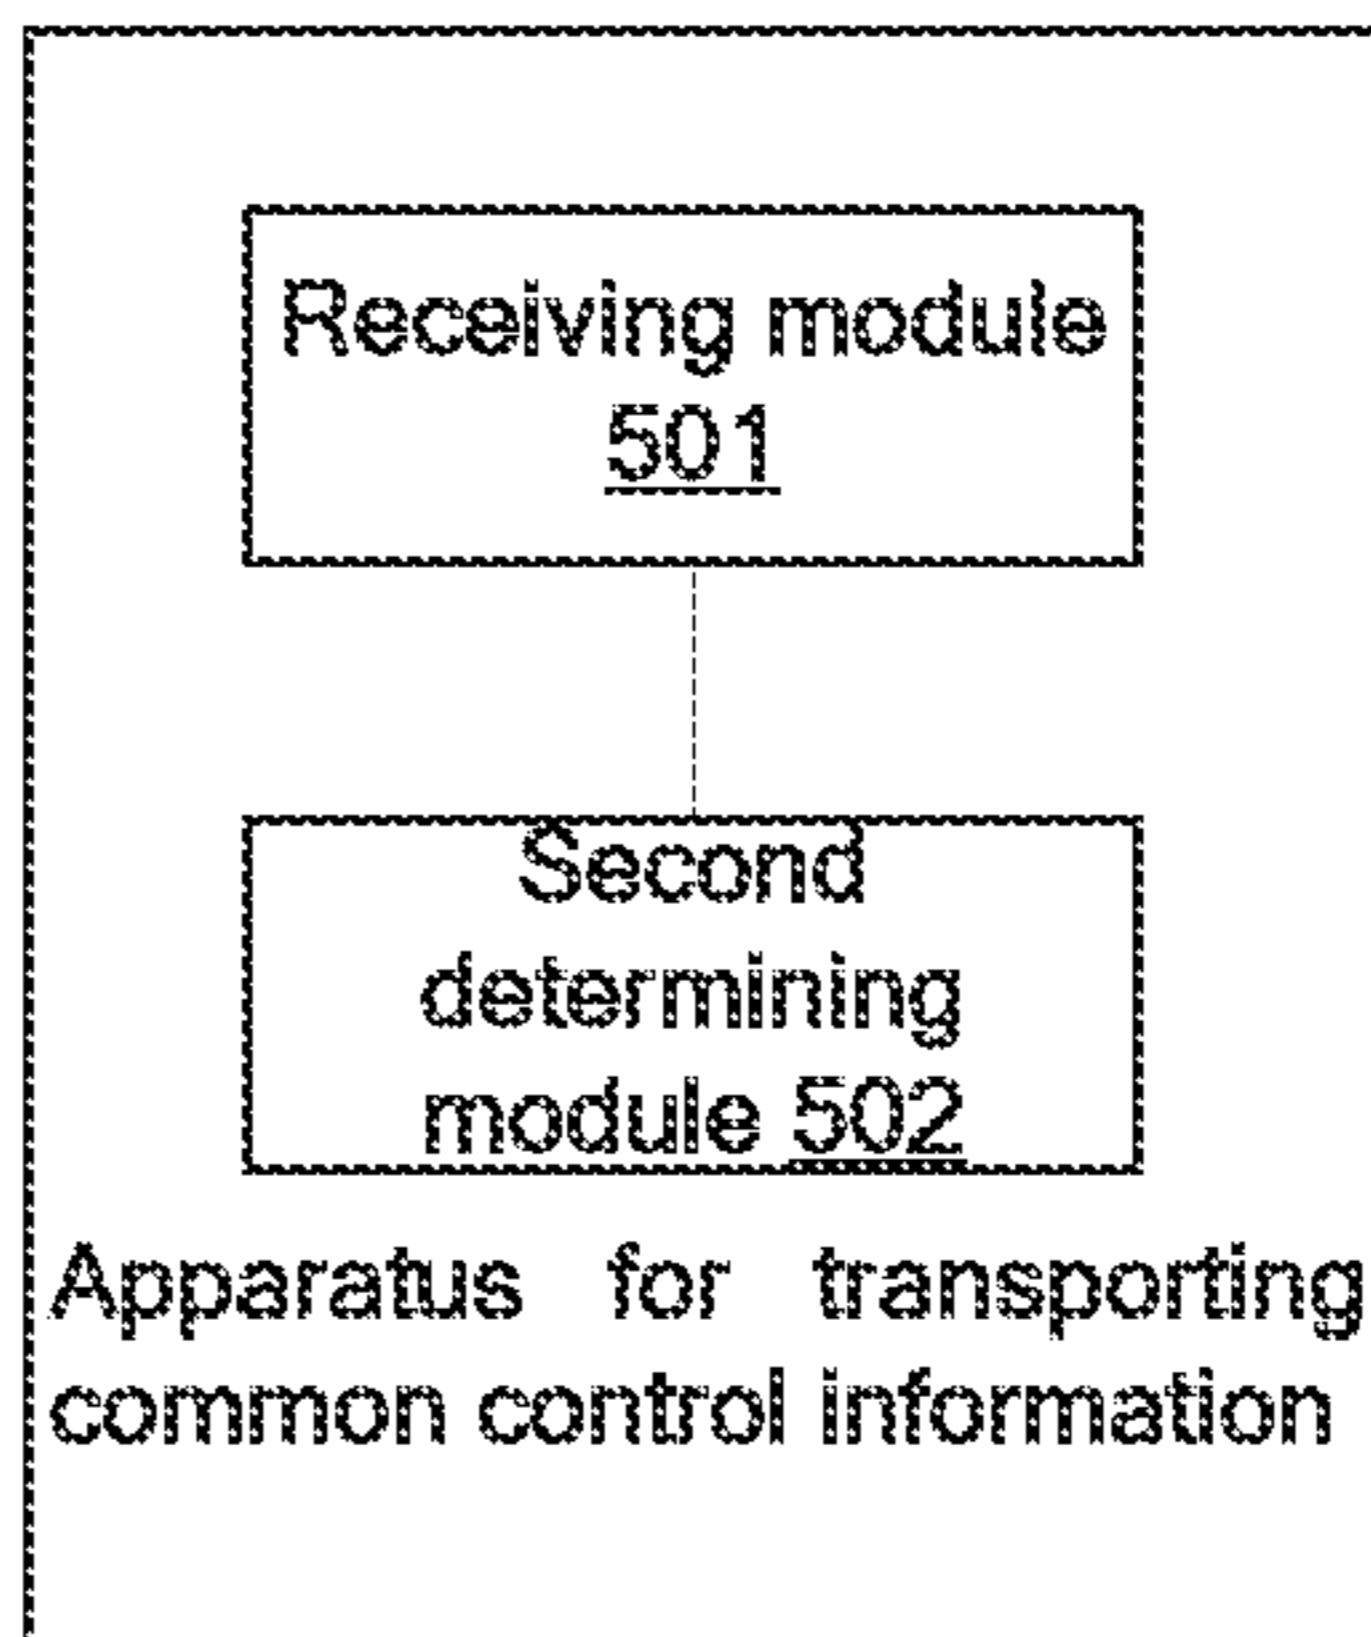 Receiving module
501
Second
determining
module 502
Apparatus for transporting
common control information